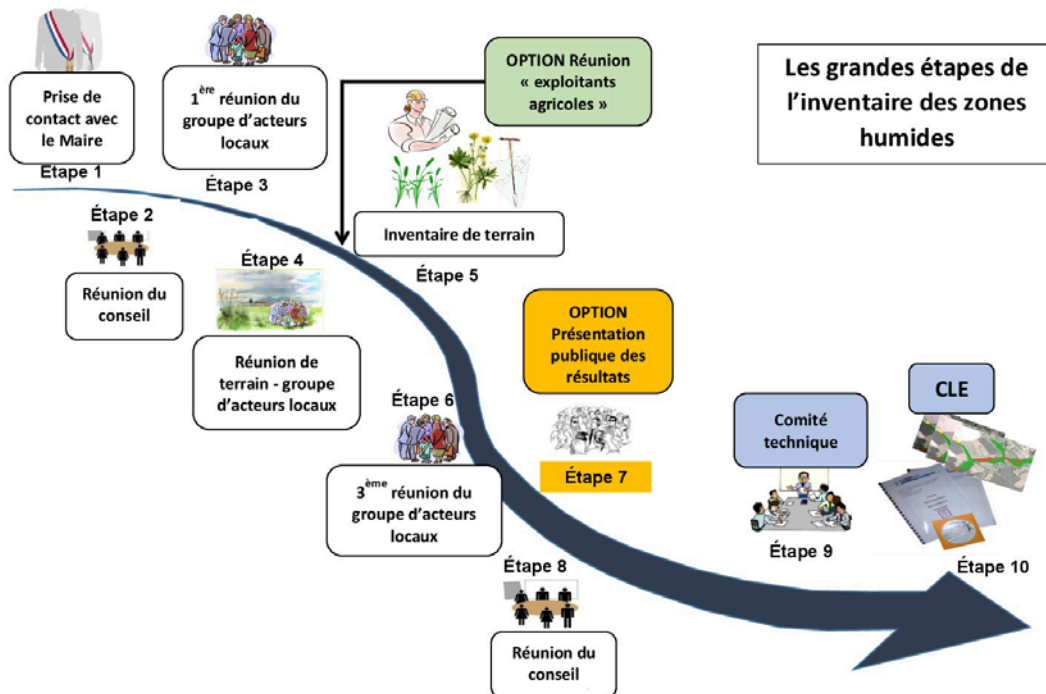 Les grandes étapes de
l'inventaire des zones
humides
Prise de
contact avec
le Maire
Étape 1
Étape 2
Réunion du
conseil
1ère réunion du
groupe d'acteurs
locaux
Étape 3
Étape 4
Réunion de
terrain - groupe
d'acteurs locaux
OPTION Réunion
« exploitants
agricoles »
Inventaire de terrain
Étape 5
Étape 6
3ème réunion du
groupe d'acteurs
locaux
OPTION
Présentation
publique des
résultats
Étape 7
Étape 8
Réunion du
conseil
Comité
technique
Étape 9
CLE
Étape 10